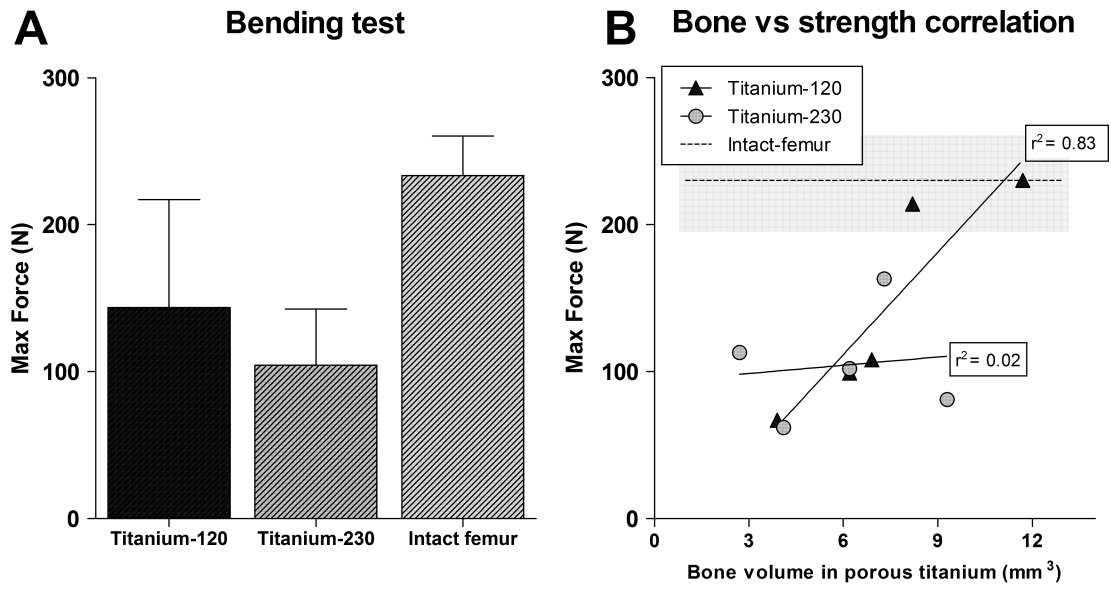 A
Bending test
Max Force (N)
300
200
100
0
Titanium-120
Titanium-230
Intact femur
B
Bone vs strength correlation
Max Force (N)
300
200
100
0
Titanium-120
Titanium-230
Intact-femur
r² = 0.83
r² = 0.02
0
3
6
9
12
Bone volume in porous titanium (mm³)